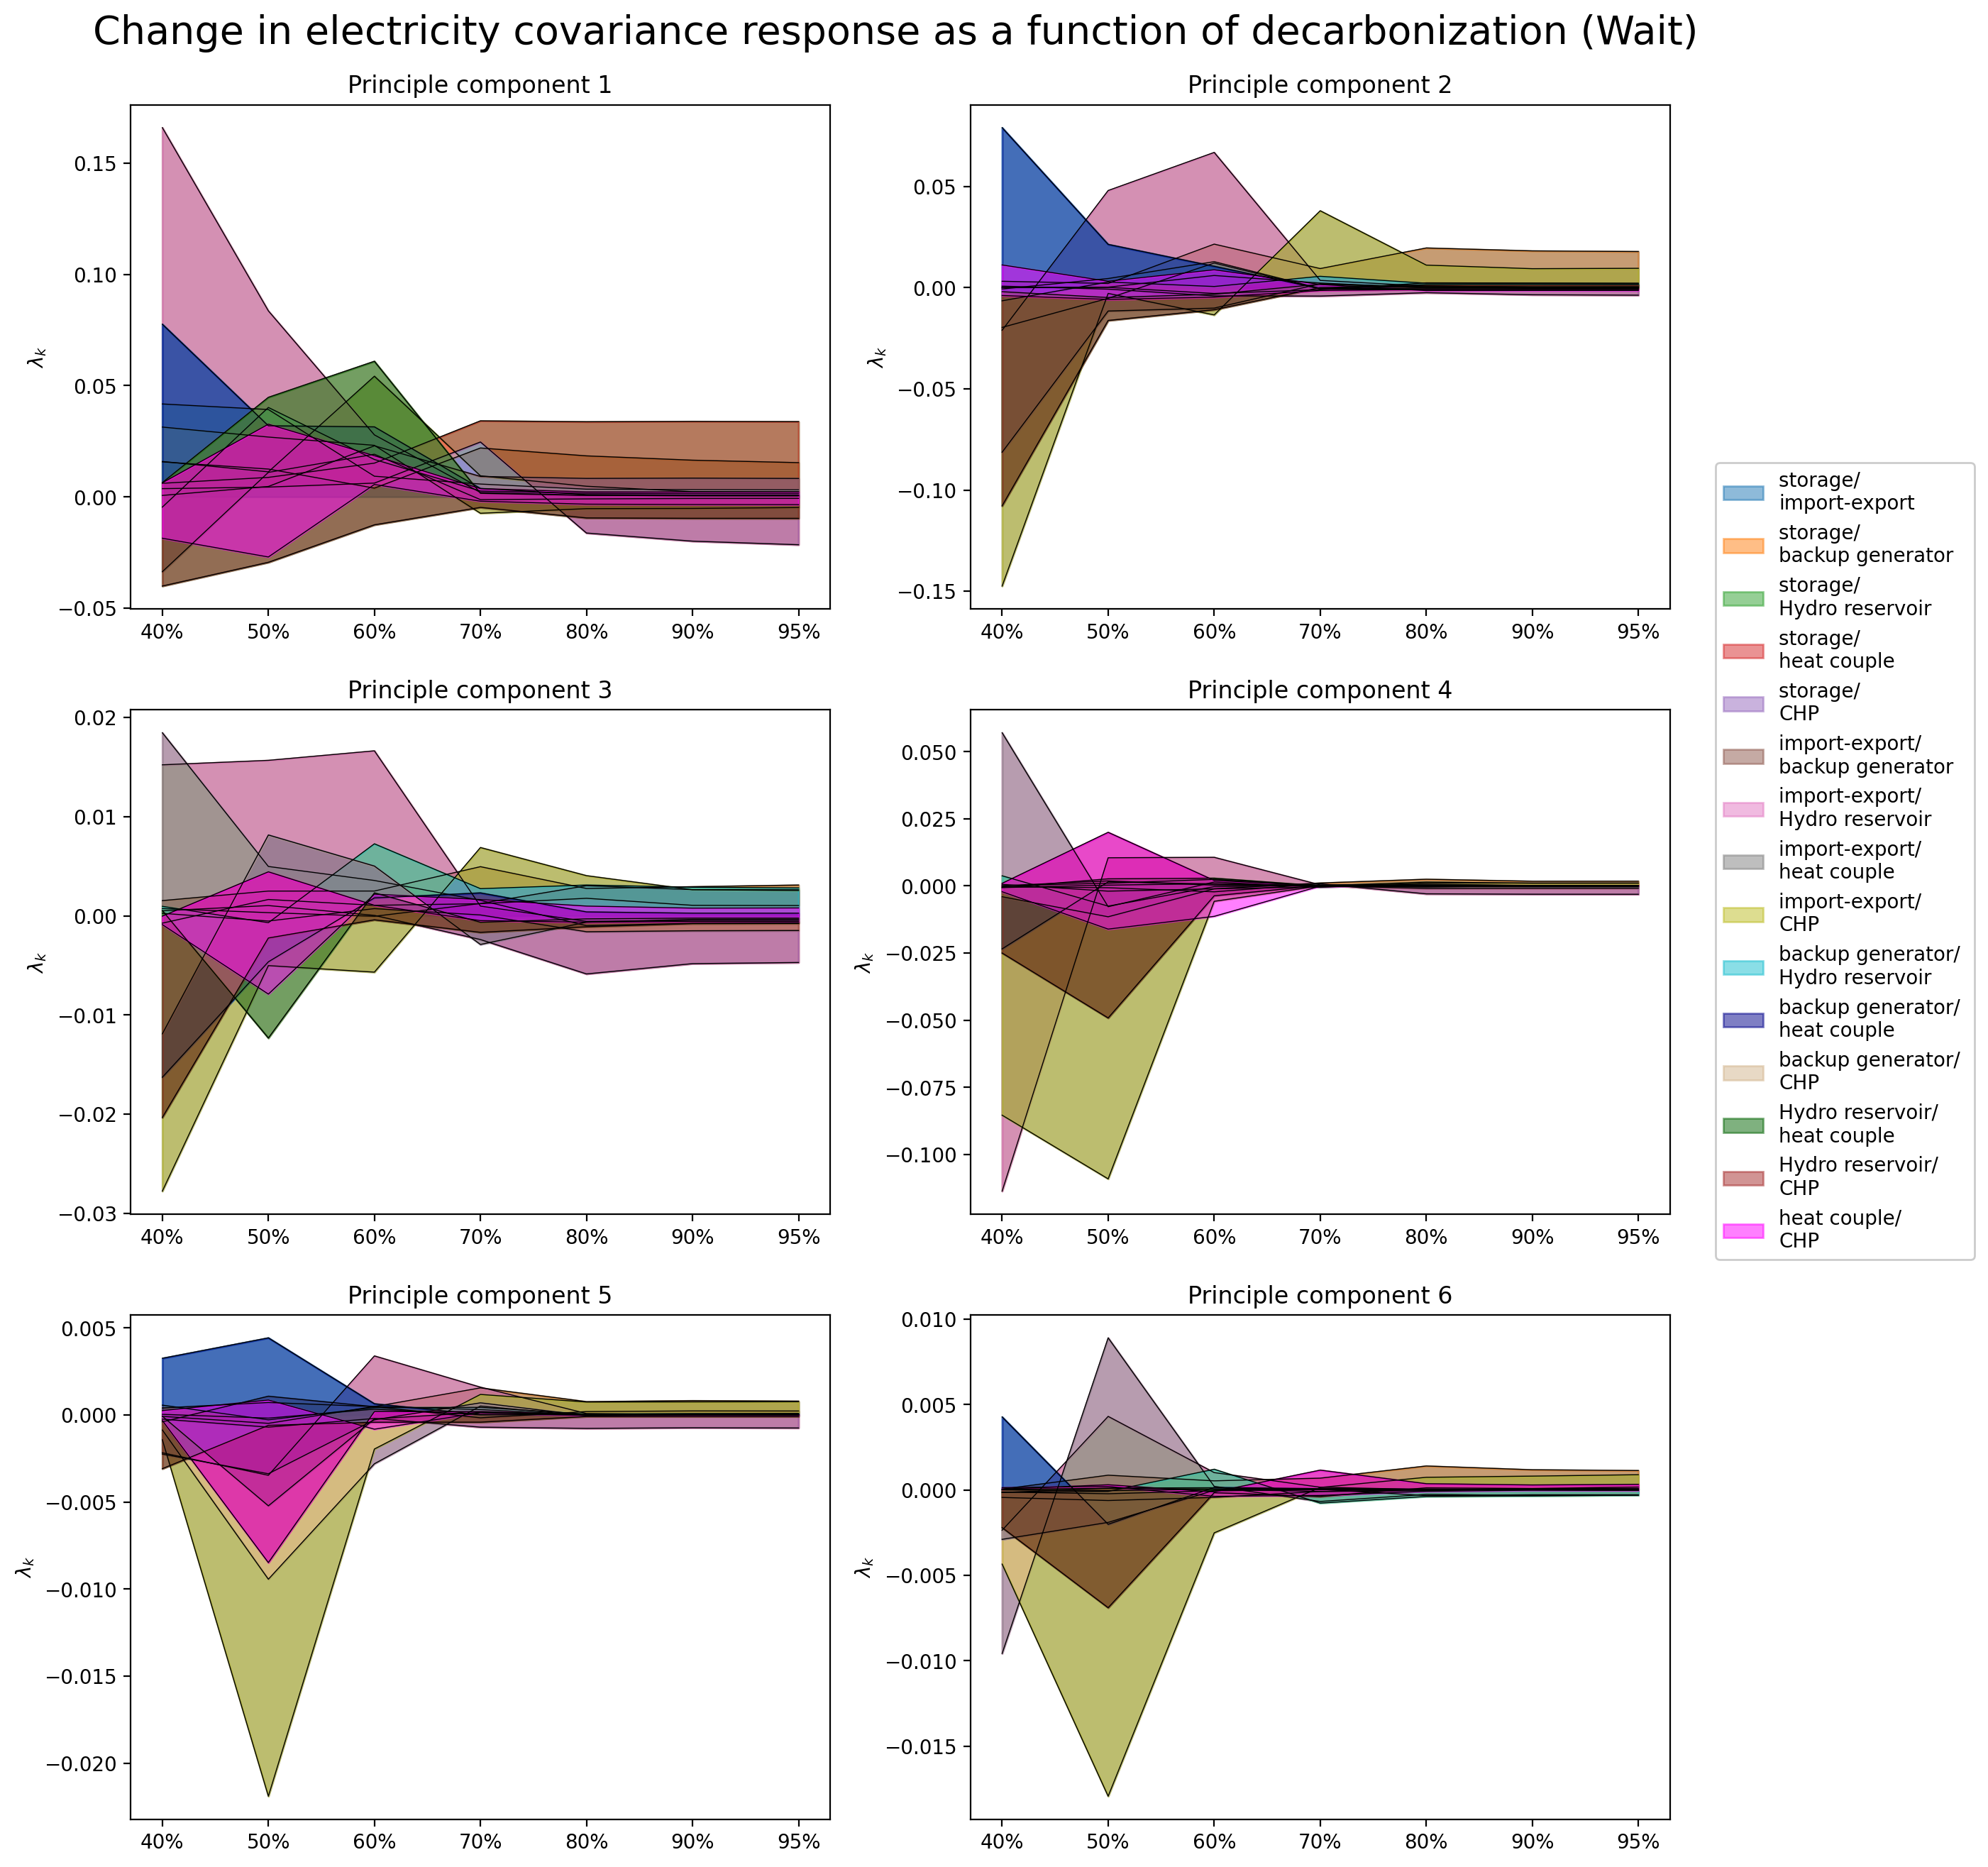 Change in electricity covariance response as a function of decarbonization (Wait)
Principle component 1
0.15
0.10
0.05
0.00
−0.05
λk
40% 50% 60% 70% 80% 90% 95%
Principle component 2
0.05
0.00
−0.05
−0.10
−0.15
λk
40% 50% 60% 70% 80% 90% 95%
Principle component 3
0.02
0.01
0.00
−0.01
−0.02
−0.03
λk
40% 50% 60% 70% 80% 90% 95%
Principle component 4
0.050
0.025
0.000
−0.025
−0.050
−0.075
−0.100
λk
40% 50% 60% 70% 80% 90% 95%
Principle component 5
0.005
0.000
−0.005
−0.010
−0.015
−0.020
λk
40% 50% 60% 70% 80% 90% 95%
Principle component 6
0.010
0.005
0.000
−0.005
−0.010
−0.015
λk
40% 50% 60% 70% 80% 90% 95%
storage/
import-export
storage/
backup generator
storage/
Hydro reservoir
storage/
heat couple
storage/
CHP
import-export/
backup generator
import-export/
Hydro reservoir
import-export/
heat couple
import-export/
CHP
backup generator/
Hydro reservoir
backup generator/
heat couple
backup generator/
CHP
Hydro reservoir/
heat couple
Hydro reservoir/
CHP
heat couple/
CHP